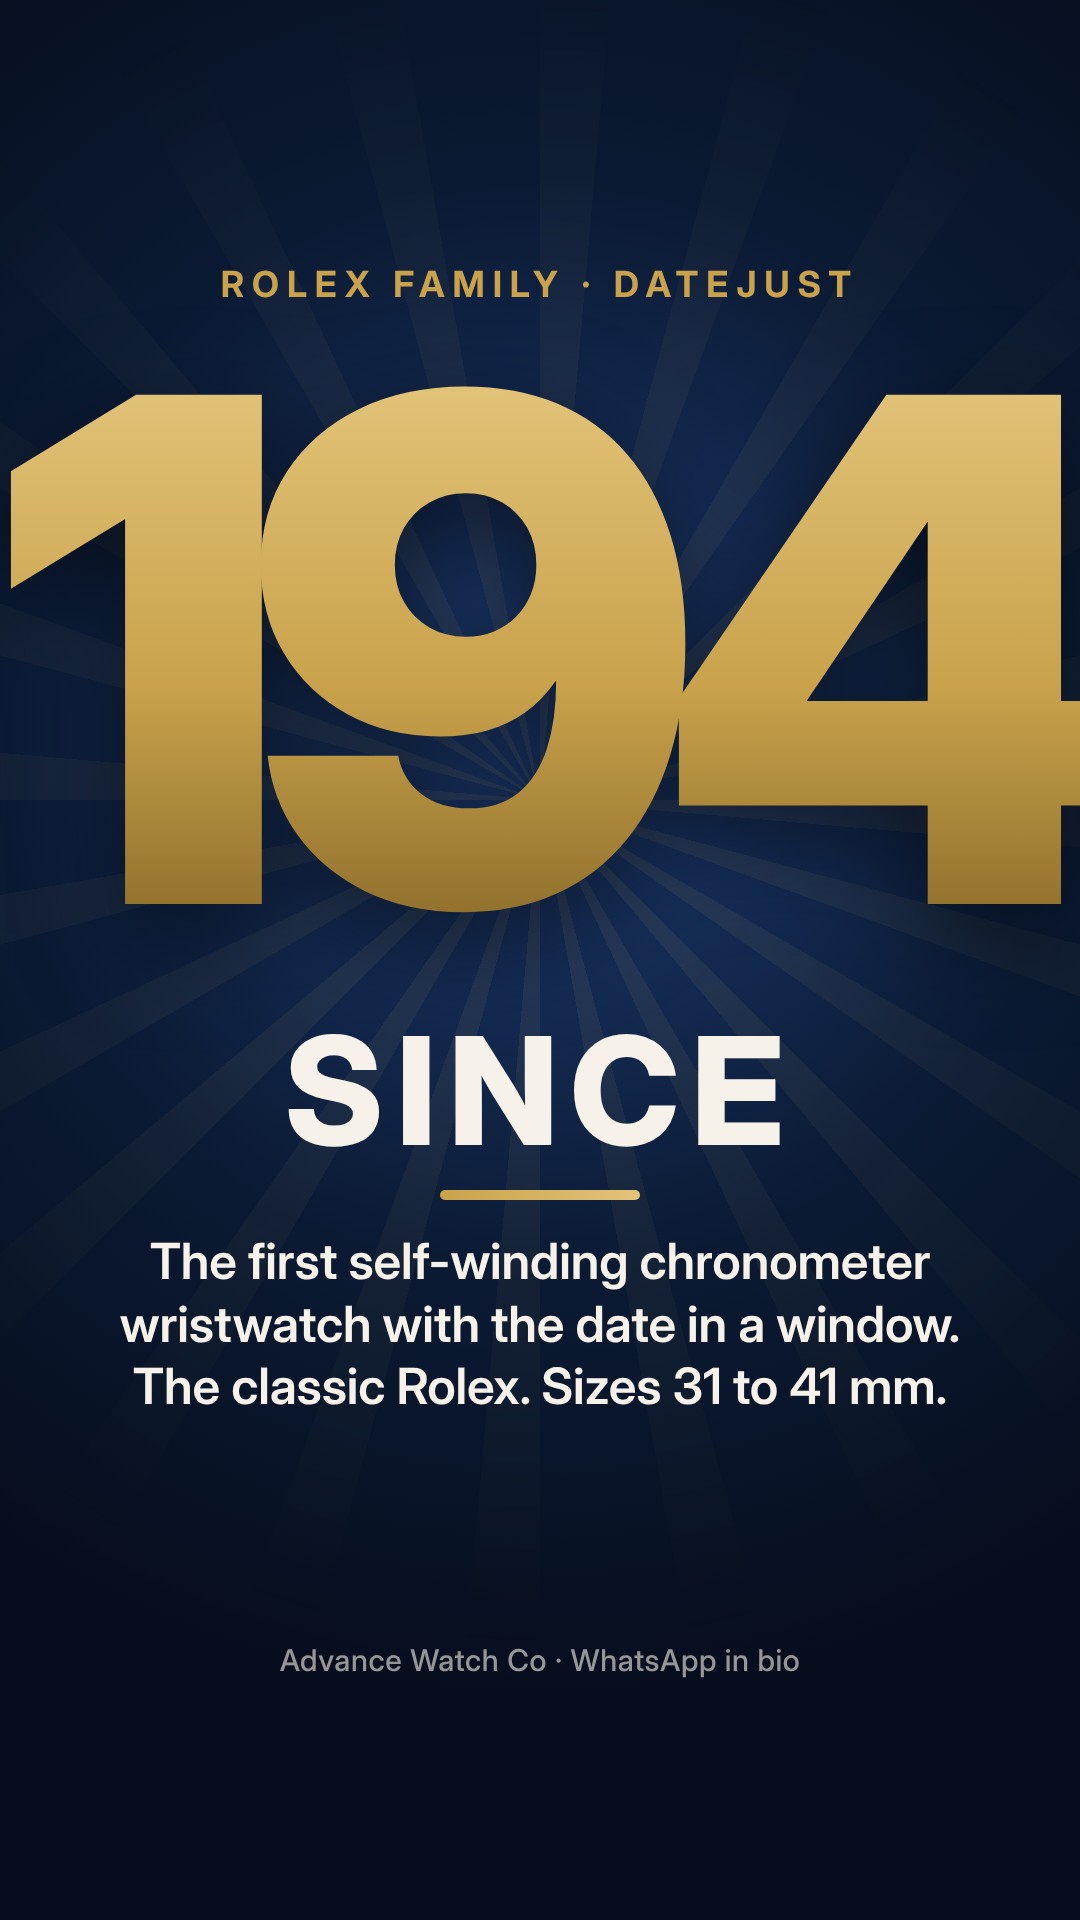 ROLEX FAMILY · DATEJUST
194
SINCE
The first self-winding chronometer
wristwatch with the date in a window.
The classic Rolex. Sizes 31 to 41 mm.
Advance Watch Co · WhatsApp in bio